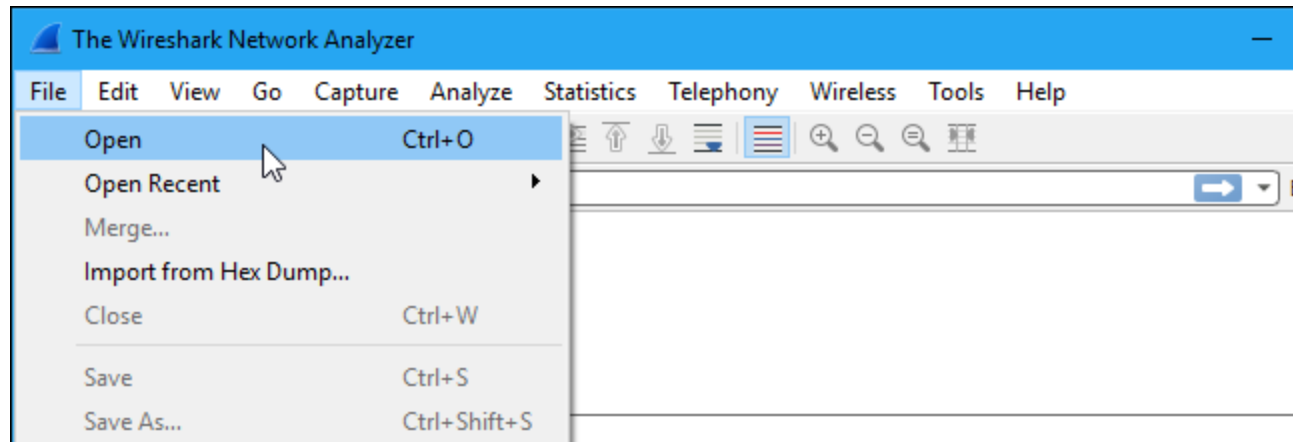 The Wireshark Network Analyzer
File Edit View Go Capture Analyze Statistics Telephony Wireless Tools Help
Open Ctrl+O
Open Recent
Merge...
Import from Hex Dump...
Close Ctrl+W
Save Ctrl+S
Save As... Ctrl+Shift+S